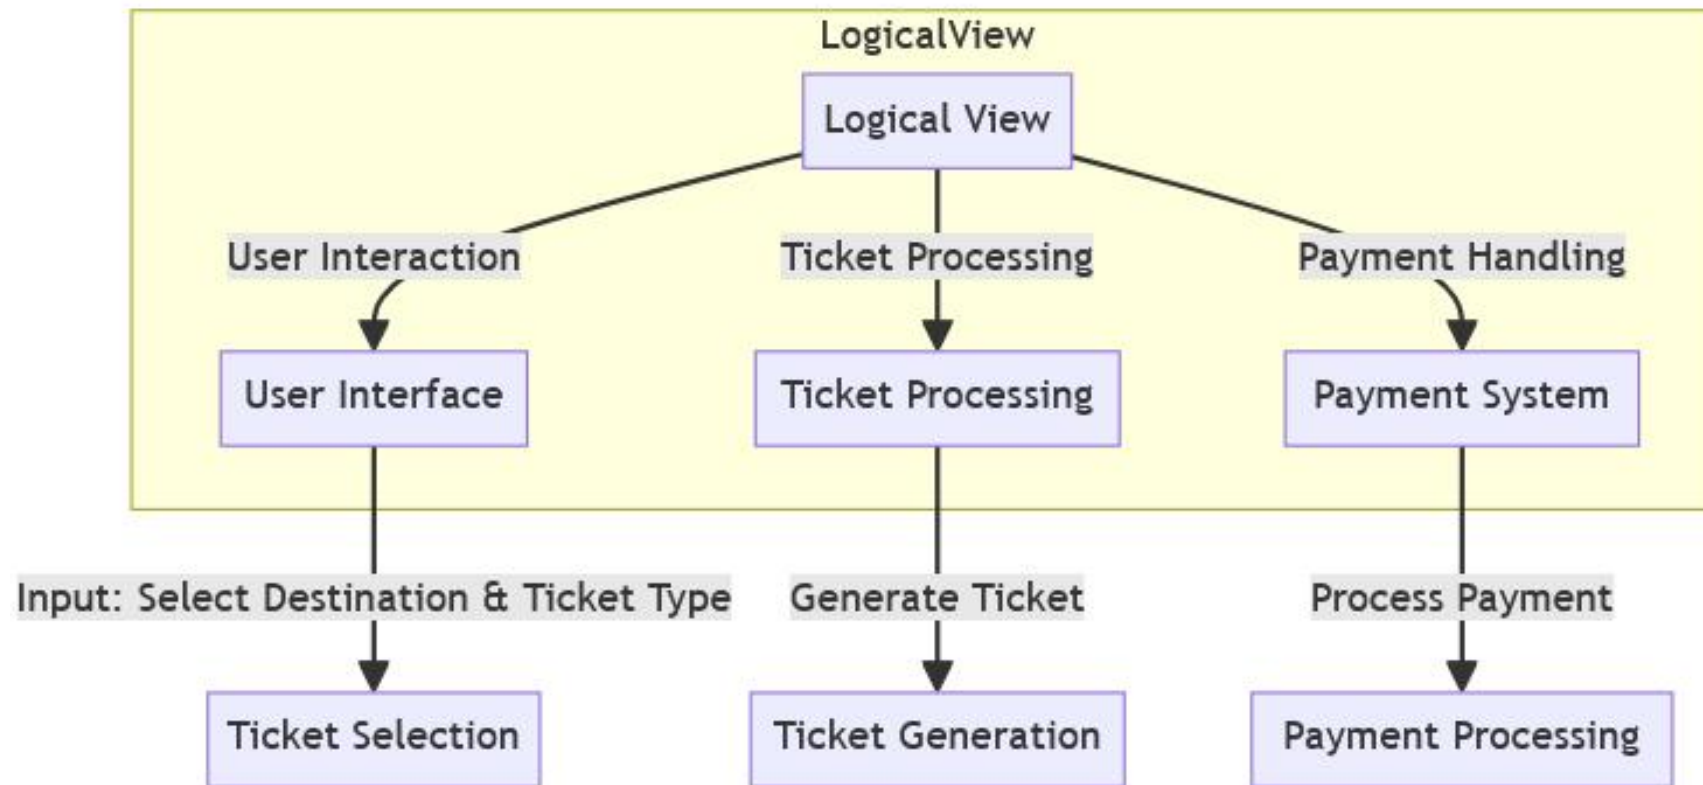 LogicalView
Logical View
User Interaction
Ticket Processing
Payment Handling
User Interface
Ticket Processing
Payment System
Input: Select Destination & Ticket Type
Generate Ticket
Process Payment
Ticket Selection
Ticket Generation
Payment Processing